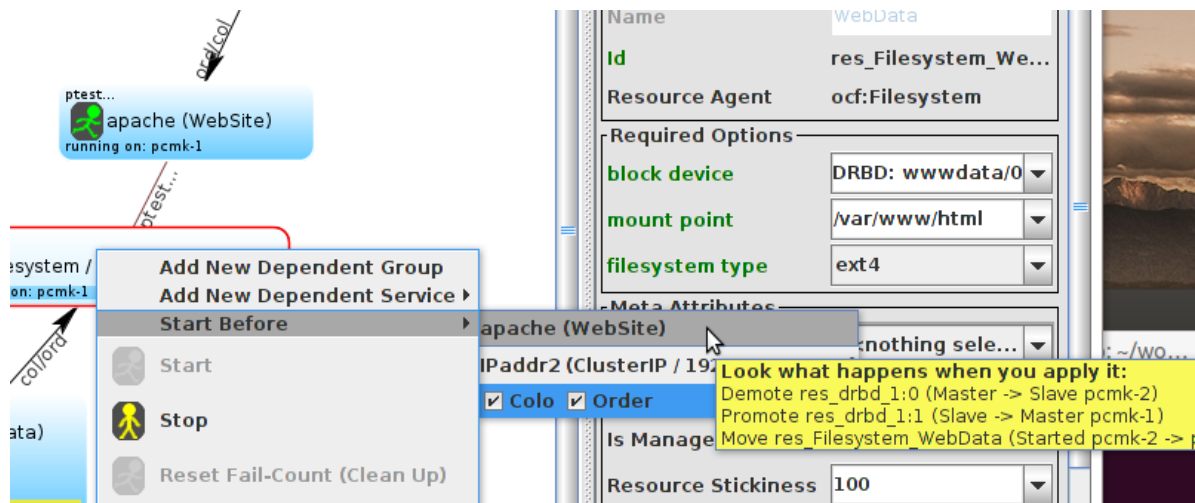 ord/col
ptest...
apache (WebSite)
running on: pcmk-1
ptest...
esystem /
on: pcmk-1
col/ord
ata)
Add New Dependent Group
Add New Dependent Service
Start Before
Start
Stop
Reset Fail-Count (Clean Up)
apache (WebSite)
IPaddr2 (ClusterIP / 192
Colo Order
Name WebData
Id res_Filesystem_We...
Resource Agent ocf:Filesystem
Required Options
block device DRBD: wwwdata/0
mount point /var/www/html
filesystem type ext4
Meta Attributes
nothing sele...
Look what happens when you apply it:
Demote res_drbd_1:0 (Master -> Slave pcmk-2)
Promote res_drbd_1:1 (Slave -> Master pcmk-1)
Move res_Filesystem_WebData (Started pcmk-2 -> p
Is Manage
Resource Stickiness 100
: ~/wo...